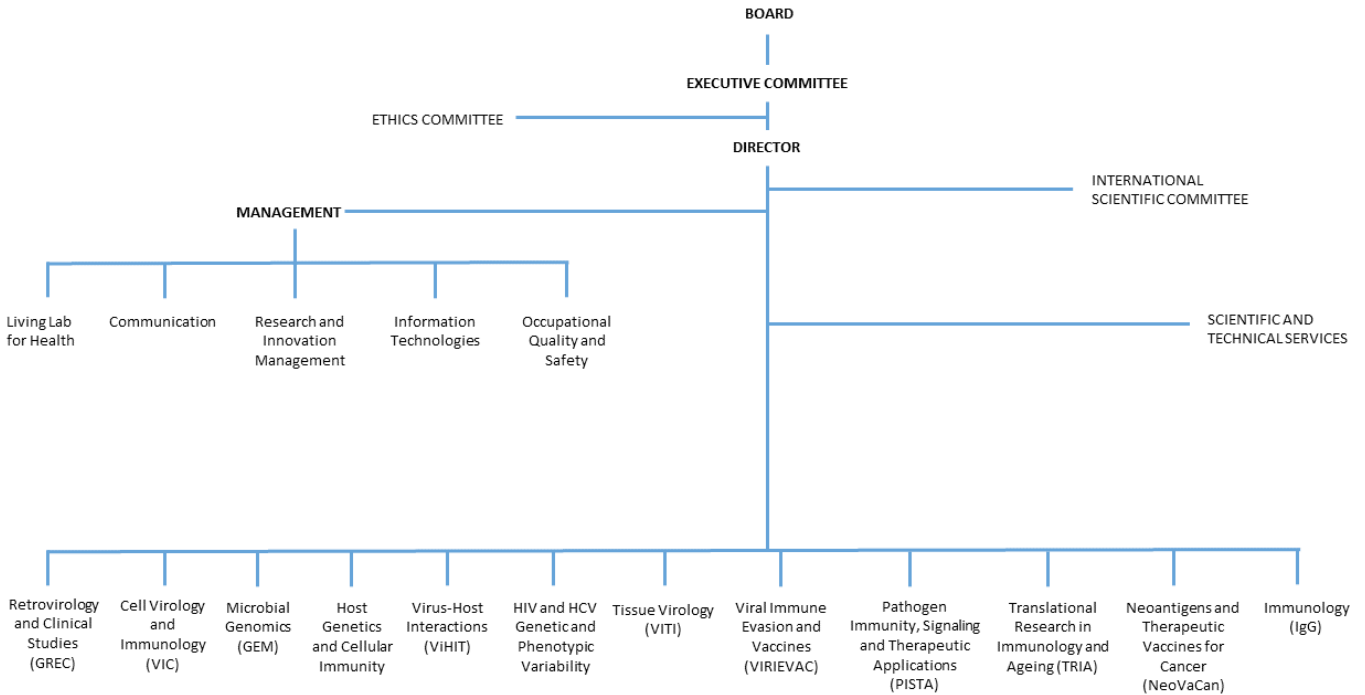 BOARD
EXECUTIVE COMMITTEE
ETHICS COMMITTEE
DIRECTOR
INTERNATIONAL
SCIENTIFIC COMMITTEE
MANAGEMENT
Living Lab
for Health
Communication
Research and
Innovation
Management
Information
Technologies
Occupational
Quality and
Safety
SCIENTIFIC AND
TECHNICAL SERVICES
Retrovirology
and Clinical
Studies
(GREC)
Cell Virology
and
Immunology
(VIC)
Microbial
Genomics
(GEM)
Host
Genetics
and Cellular
Immunity
Virus-Host
Interactions
(ViHIT)
HIV and HCV
Genetic and
Phenotypic
Variability
Tissue Virology
(VITI)
Viral Immune
Evasion and
Vaccines
(VIRIEVAC)
Pathogen
Immunity, Signaling
and Therapeutic
Applications
(PISTA)
Translational
Research in
Immunology and
Ageing (TRIA)
Neoantigens and
Therapeutic
Vaccines for
Cancer
(NeoVaCan)
Immunology
(IgG)